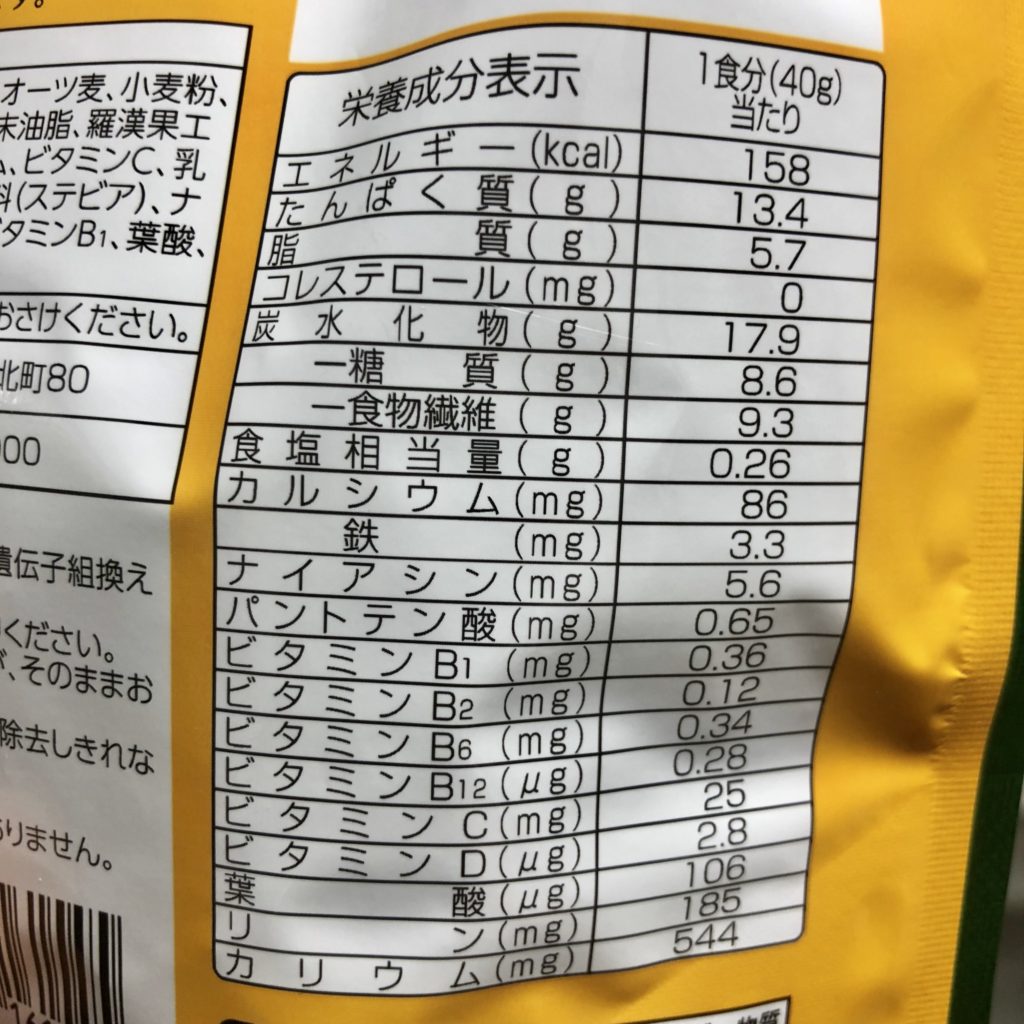 す。
オーツ麦、小麦粉、
末油脂、羅漢果工
ム、ビタミンC、乳
料(ステビア)、ナ
ビタミンB1、葉酸、
おさけください。
北町80
000
遺伝子組換え
ください。
が、そのままお
除去しきれな
ありません。
栄養成分表示 1食分(40g)当たり
エネルギー(kcal) 158
たんぱく質(g) 13.4
脂質(g) 5.7
コレステロール(mg) 0
炭水化物(g) 17.9
ー糖質(g) 8.6
ー食物繊維(g) 9.3
食塩相当量(g) 0.26
カルシウム(mg) 86
鉄(mg) 3.3
ナイアシン(mg) 5.6
パントテン酸(mg) 0.65
ビタミンB1(mg) 0.36
ビタミンB2(mg) 0.12
ビタミンB6(mg) 0.34
ビタミンB12(μg) 0.28
ビタミンC(mg) 25
ビタミンD(μg) 2.8
葉酸(μg) 106
リン(mg) 185
カリウム(mg) 544
物質